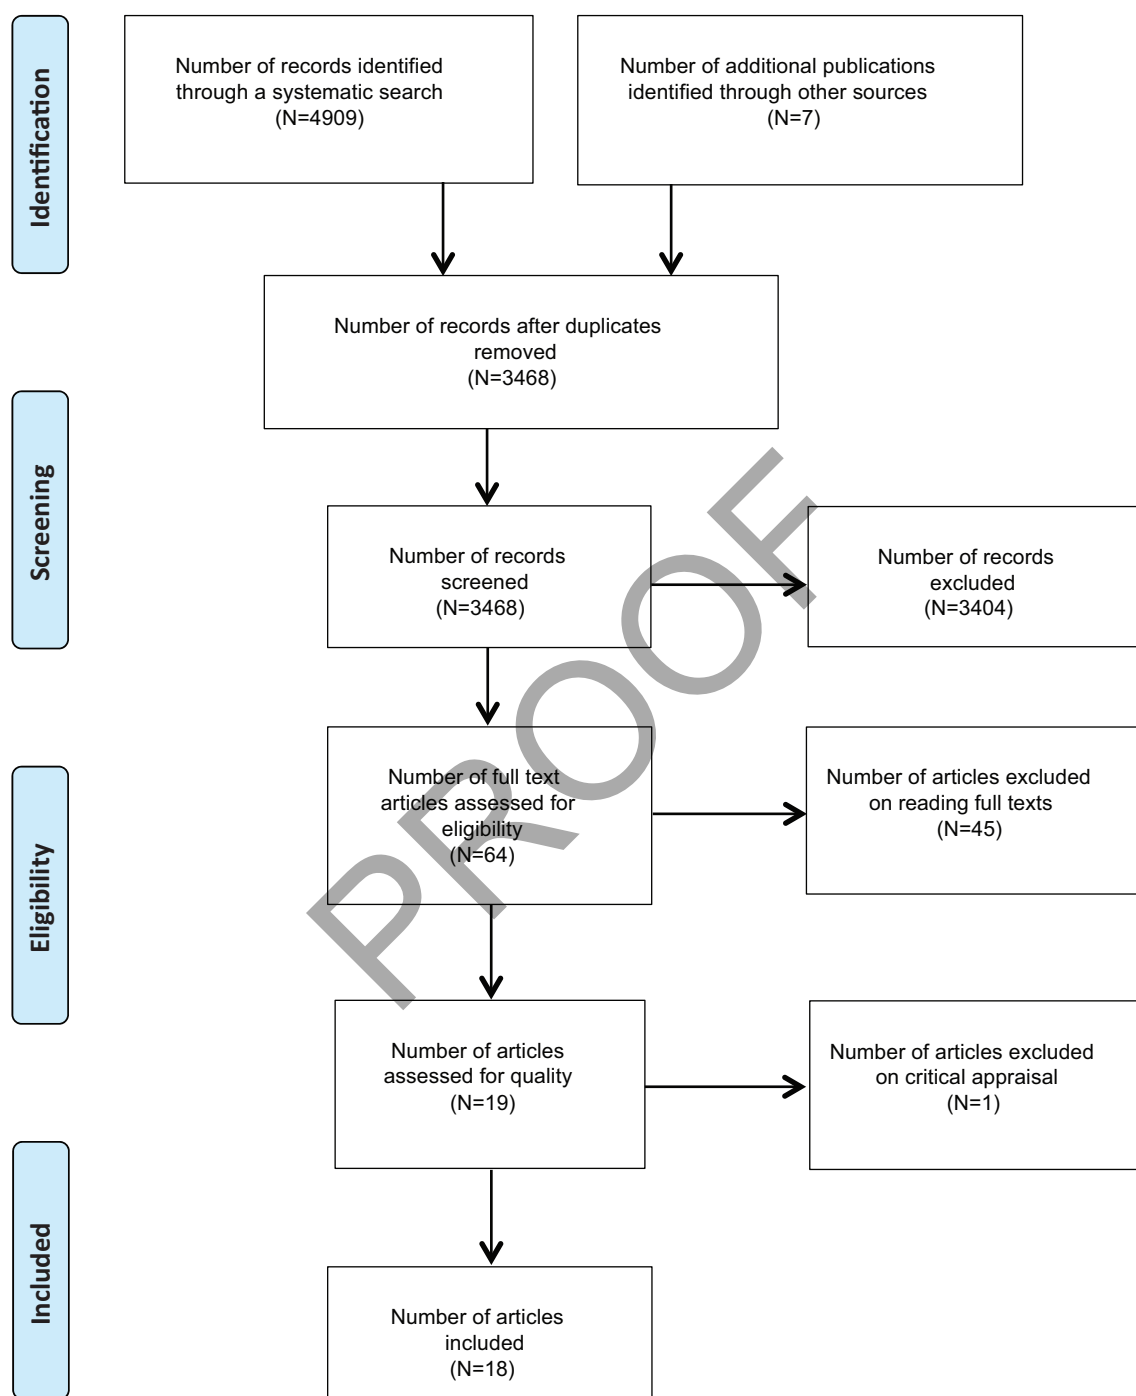 Identification
Number of records identified
through a systematic search
(N=4909)
Number of additional publications
identified through other sources
(N=7)
Number of records after duplicates
removed
(N=3468)
Screening
Number of records
screened
(N=3468)
Number of records
excluded
(N=3404)
Eligibility
Number of full text
articles assessed for
eligibility
(N=64)
Number of articles excluded
on reading full texts
(N=45)
Number of articles
assessed for quality
(N=19)
Number of articles excluded
on critical appraisal
(N=1)
Included
Number of articles
included
(N=18)
PROOF